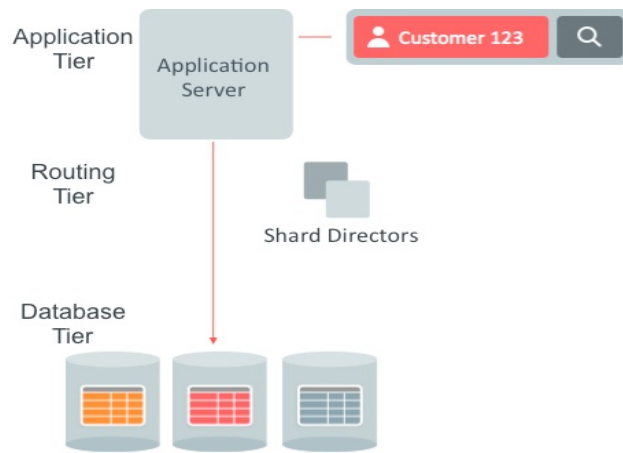 Application
Tier
Application
Server
Customer 123
Routing
Tier
Shard Directors
Database
Tier